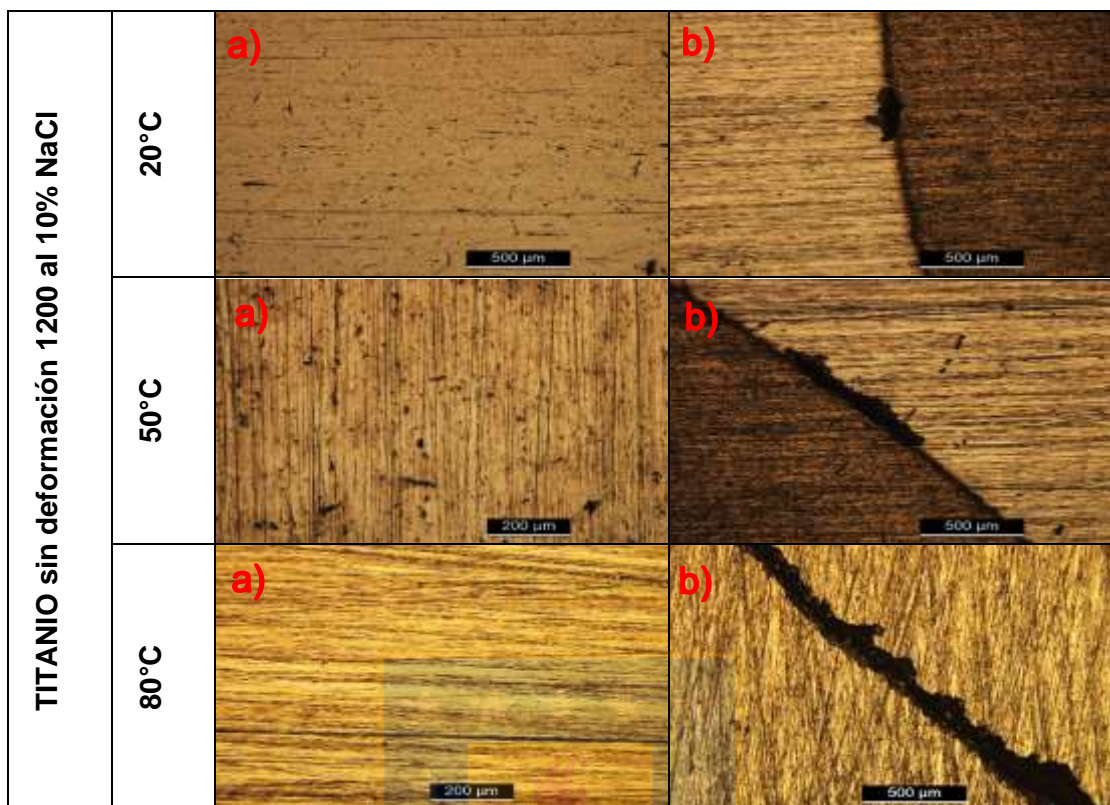 TITANIO sin deformación 1200 al 10% NaCl
20°C
a)
500 µm
b)
500 µm
50°C
a)
200 µm
b)
500 µm
80°C
a)
200 µm
b)
500 µm